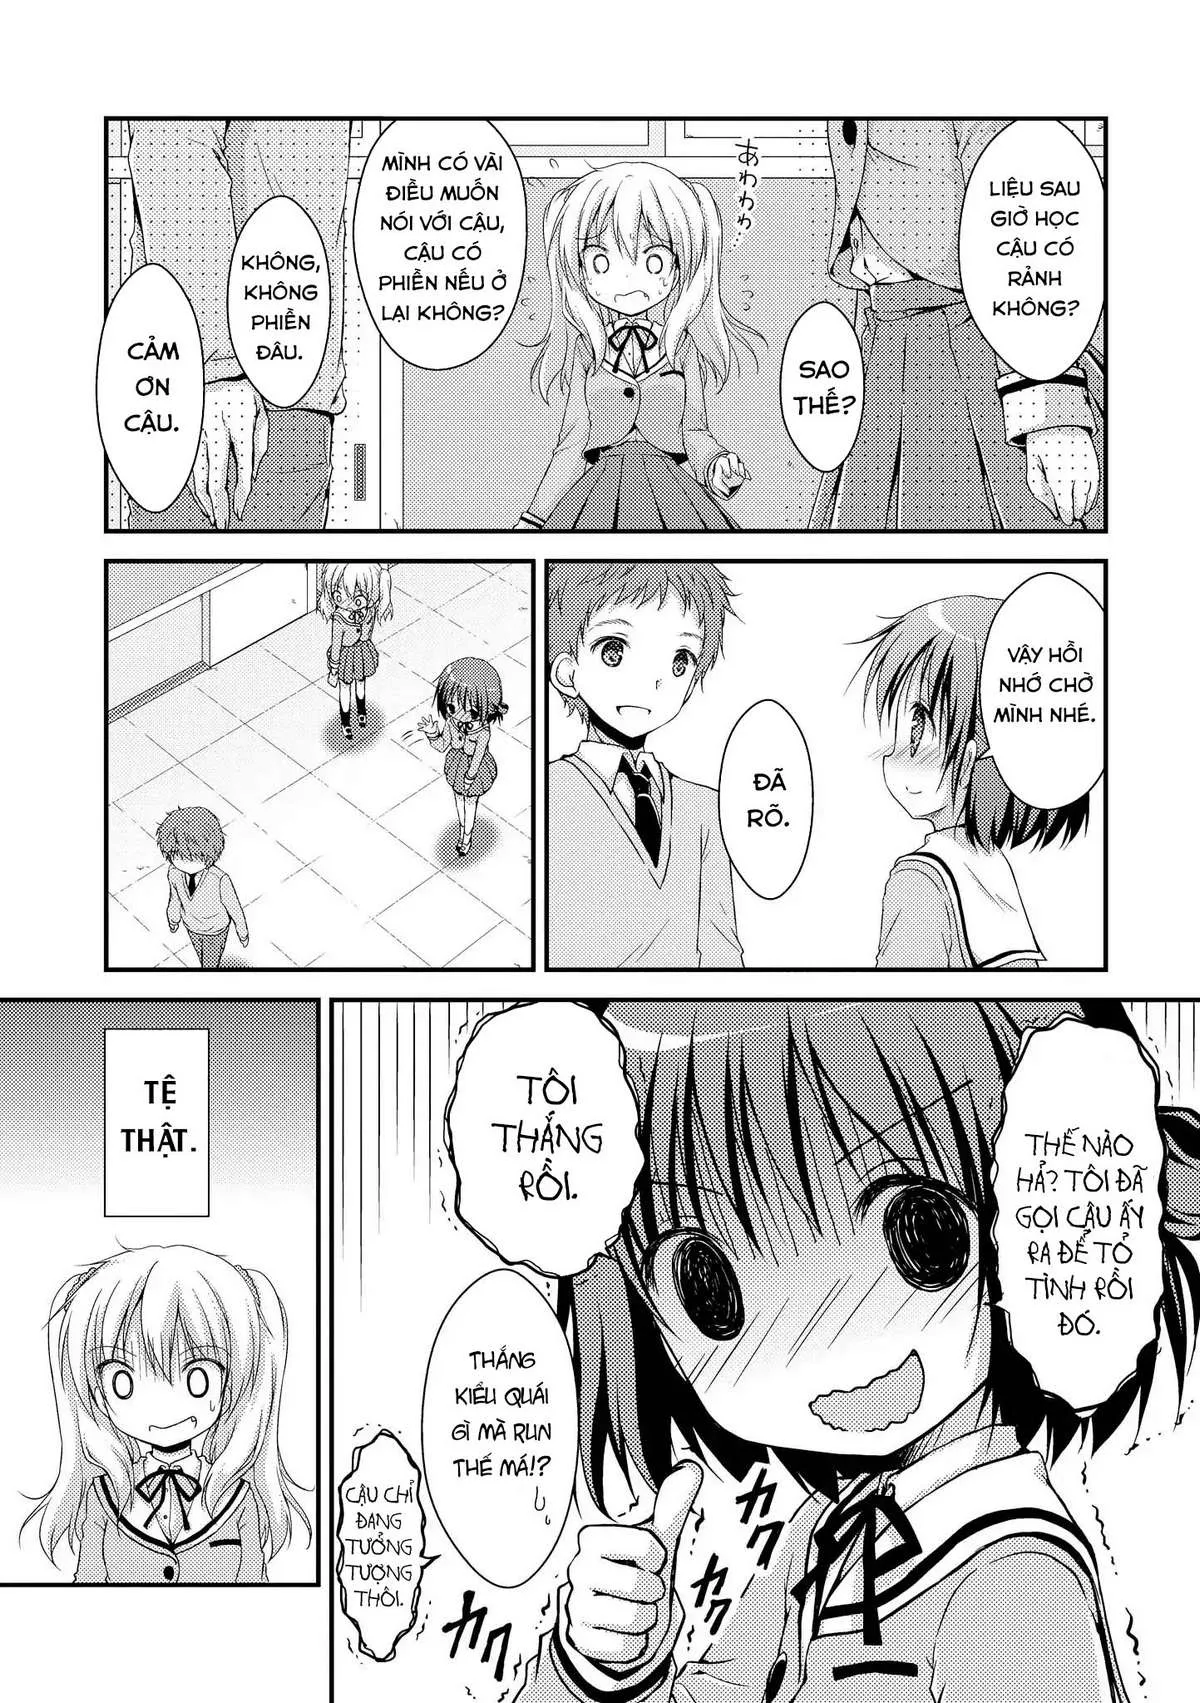 LIỆU SAU
GIỜ HỌC
CẬU CÓ
RẢNH
KHÔNG?
SAO
THẾ?
あわわわ…
MÌNH CÓ VÀI
ĐIỀU MUỐN
NÓI VỚI CẬU,
CẬU CÓ
PHIỀN NẾU Ở
LẠI KHÔNG?
KHÔNG,
KHÔNG
PHIỀN
ĐÂU.
CẢM
ƠN
CẬU.
VẬY HỒI
NHỚ CHỜ
MÌNH NHÉ.
ĐÃ
RÕ.
THẾ NÀO
HẢ? TÔI ĐÃ
GỌI CẬU ẤY
RA ĐỂ TỎ
TÌNH RỒI
ĐÓ.
TÔI
THẮNG
RỒI.
THẮNG
KIỂU QUÁI
GÌ MÀ RUN
THẾ MÁ!?
CẬU CHỈ
ĐANG
TƯỞNG
TƯỢNG
THÔI.
ガク
ガク
ガク
ガク
TỆ
THẬT.